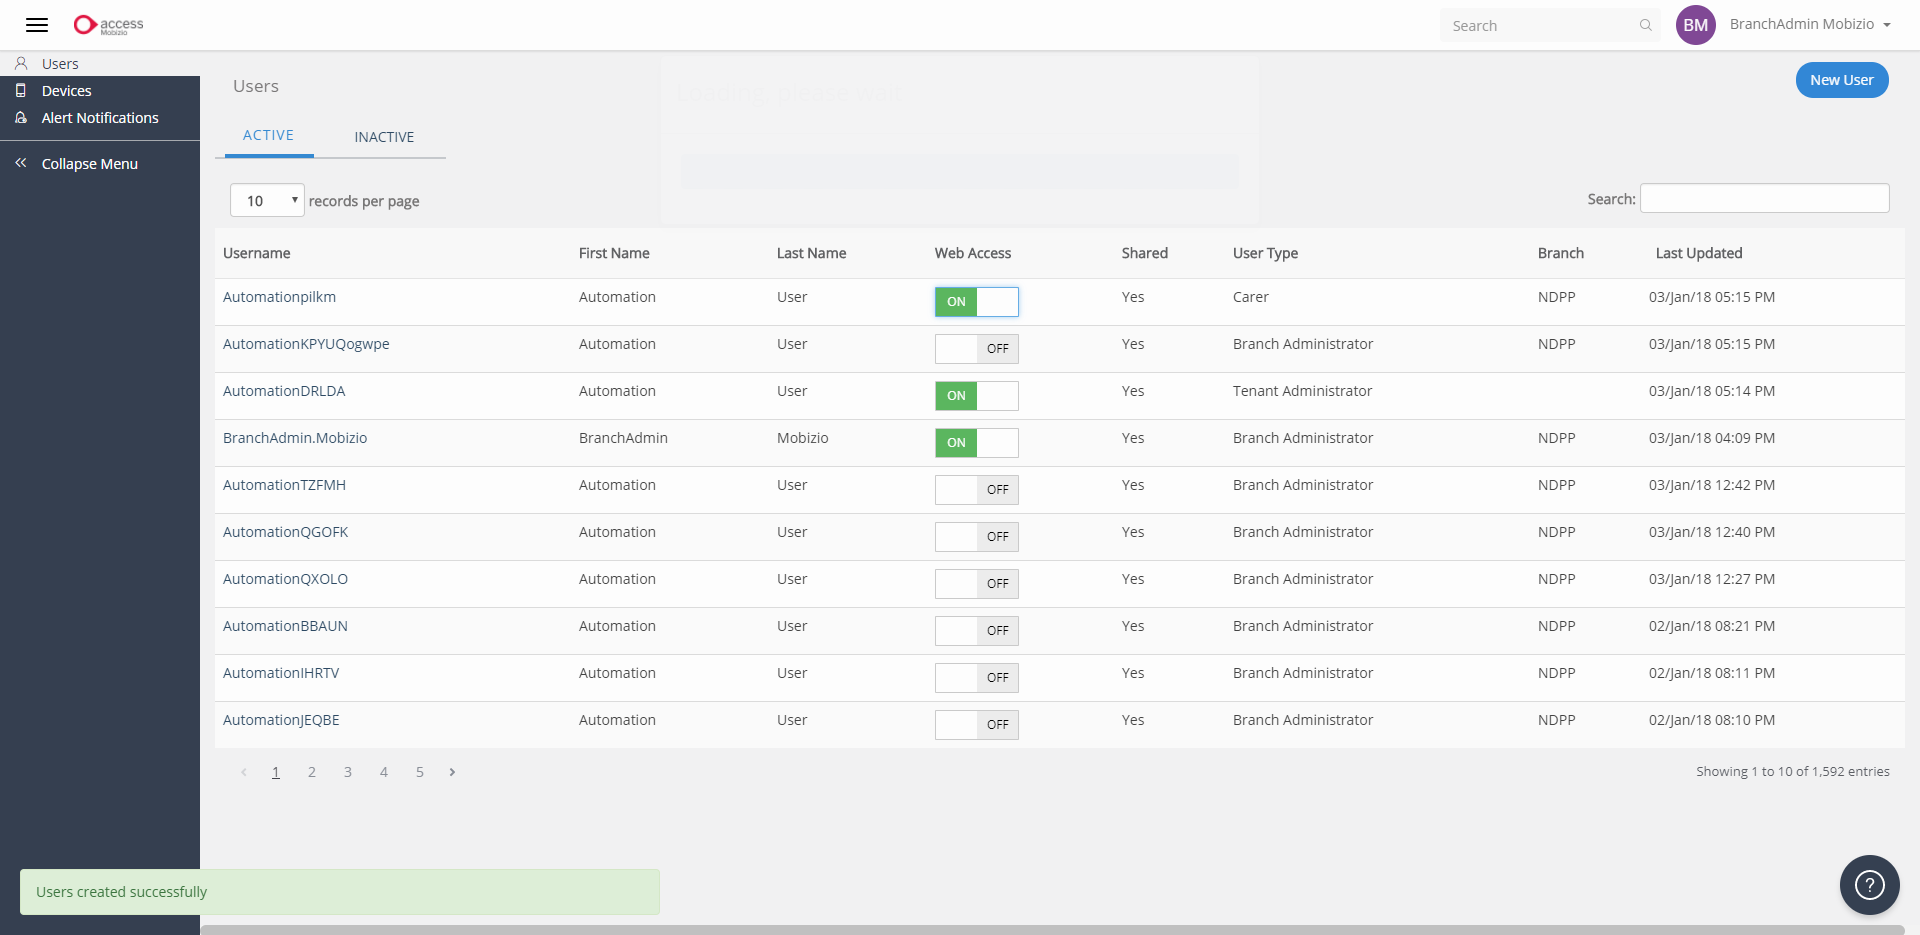 access
Mobizio
Search
BM
BranchAdmin Mobizio
Users
Devices
Alert Notifications
Collapse Menu
Users
Loading, please wait
New User
ACTIVE
INACTIVE
10
records per page
Search:
Username First Name Last Name Web Access Shared User Type Branch Last Updated
Automationpilkm Automation User ON Yes Carer NDPP 03/Jan/18 05:15 PM
AutomationKPYUQogwpe Automation User OFF Yes Branch Administrator NDPP 03/Jan/18 05:15 PM
AutomationDRLDA Automation User ON Yes Tenant Administrator 03/Jan/18 05:14 PM
BranchAdmin.Mobizio BranchAdmin Mobizio ON Yes Branch Administrator NDPP 03/Jan/18 04:09 PM
AutomationTZFMH Automation User OFF Yes Branch Administrator NDPP 03/Jan/18 12:42 PM
AutomationQGOFK Automation User OFF Yes Branch Administrator NDPP 03/Jan/18 12:40 PM
AutomationQXOLO Automation User OFF Yes Branch Administrator NDPP 03/Jan/18 12:27 PM
AutomationBBAUN Automation User OFF Yes Branch Administrator NDPP 02/Jan/18 08:21 PM
AutomationIHRTV Automation User OFF Yes Branch Administrator NDPP 02/Jan/18 08:11 PM
AutomationJEQBE Automation User OFF Yes Branch Administrator NDPP 02/Jan/18 08:10 PM
1 2 3 4 5
Showing 1 to 10 of 1,592 entries
Users created successfully
?